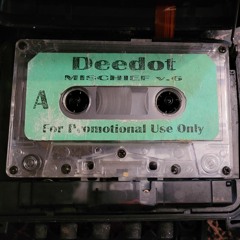 Deedot
MISCHIEF v.6
A
For Promotional Use Only